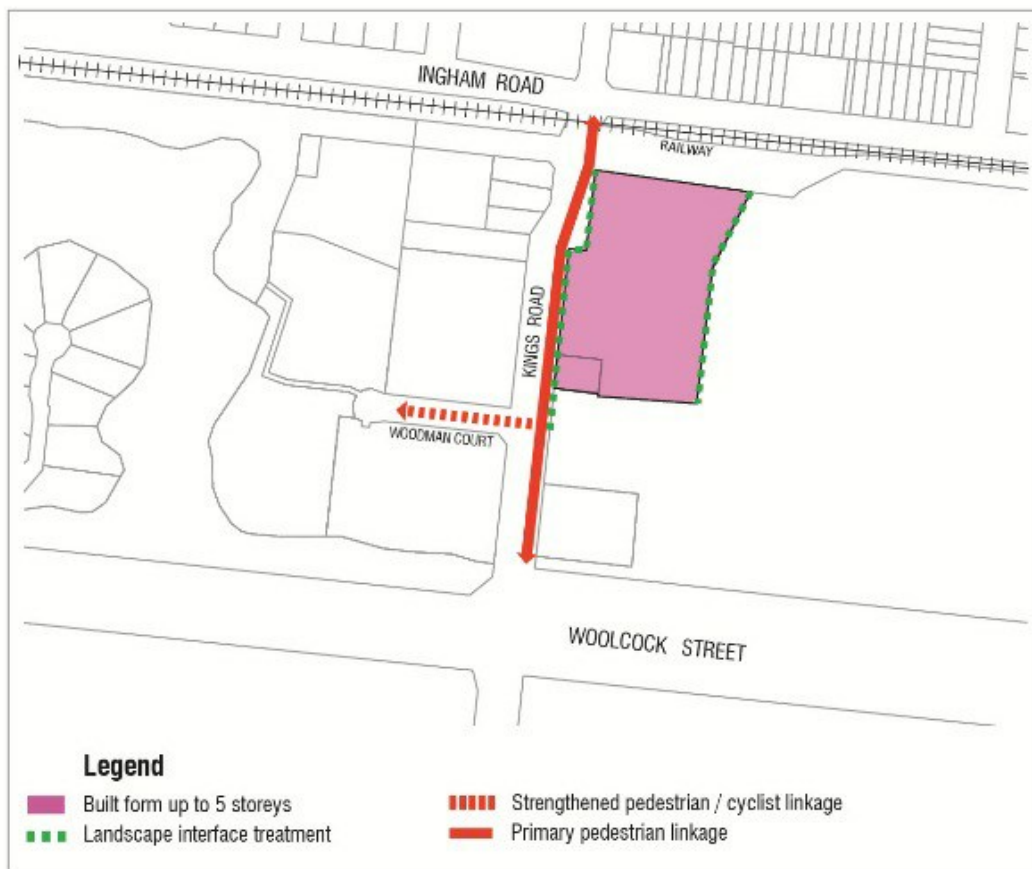 INGHAM ROAD
RAILWAY
KINGS ROAD
WOODMAN COURT
WOOLCOCK STREET
Legend
Built form up to 5 storeys
Landscape interface treatment
Strengthened pedestrian / cyclist linkage
Primary pedestrian linkage